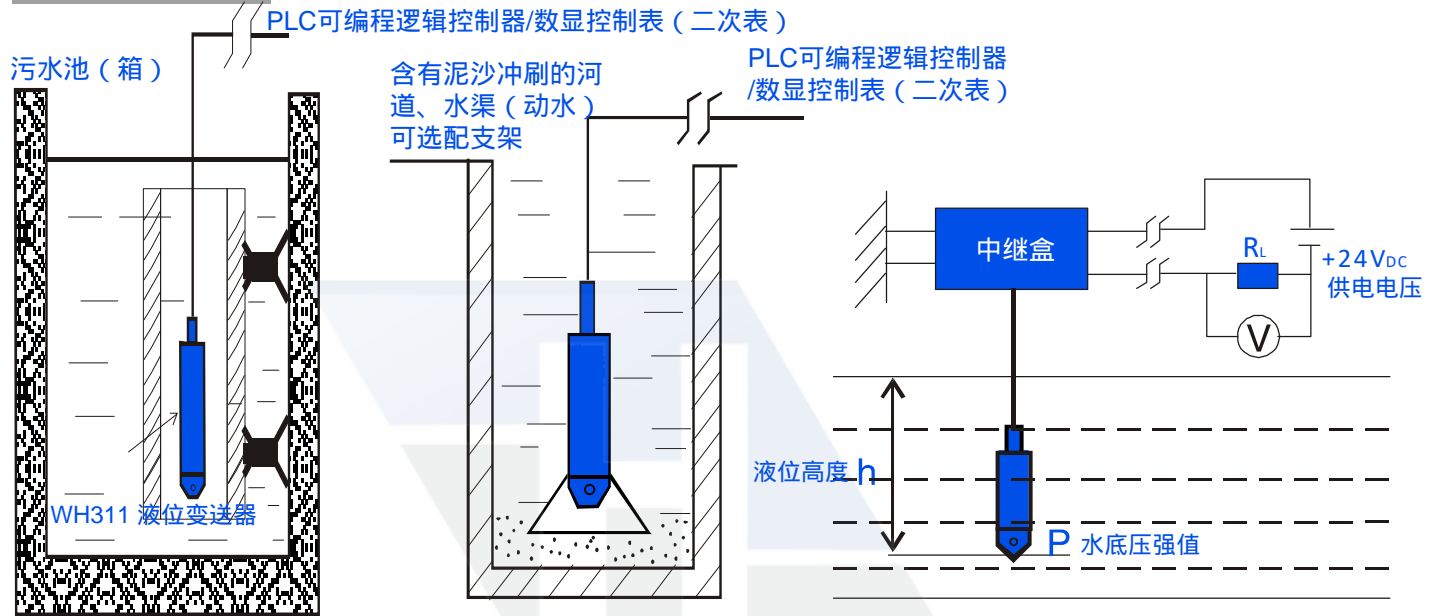 PLC可编程逻辑控制器/数显控制表（二次表）
污水池（箱）
WH311 液位变送器
含有泥沙冲刷的河
道、水渠（动水）
可选配支架
PLC可编程逻辑控制器
/数显控制表（二次表）
中继盒
RL
+24VDC
供电电压
V
液位高度 h
P 水底压强值